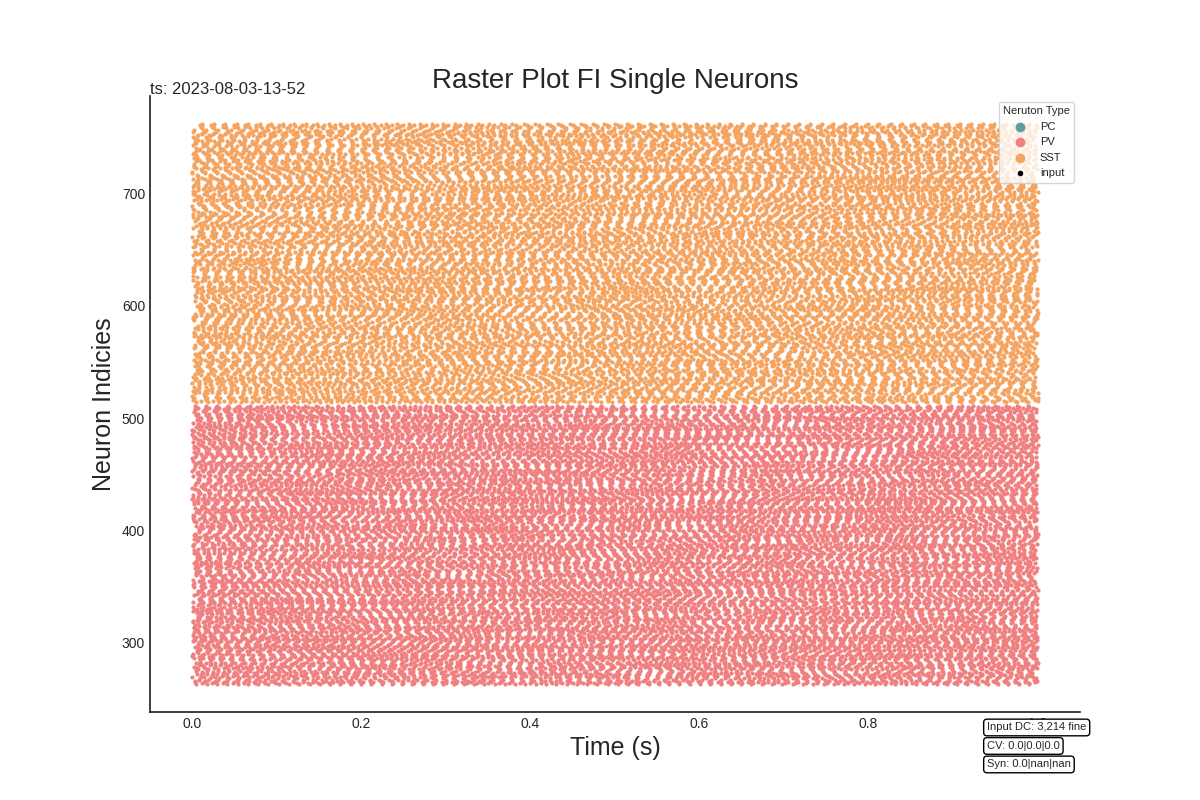 Raster Plot FI Single Neurons
ts: 2023-08-03-13-52
Neruton Type
PC
PV
SST
input
700
600
500
400
300
Neuron Indicies
0.0 0.2 0.4 0.6 0.8
Time (s)
Input DC: 3,214 fine
CV: 0.0|0.0|0.0
Syn: 0.0|nan|nan